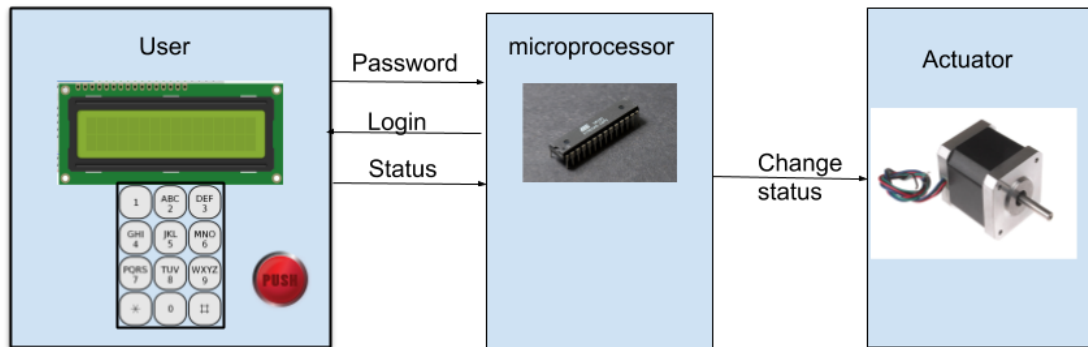 User
microprocessor
Actuator
Password
Login
Status
Change
status
1
ABC
2
DEF
3
GHI
4
JKL
5
MNO
6
PQRS
7
TUV
8
WXYZ
9
*
0
PUSH